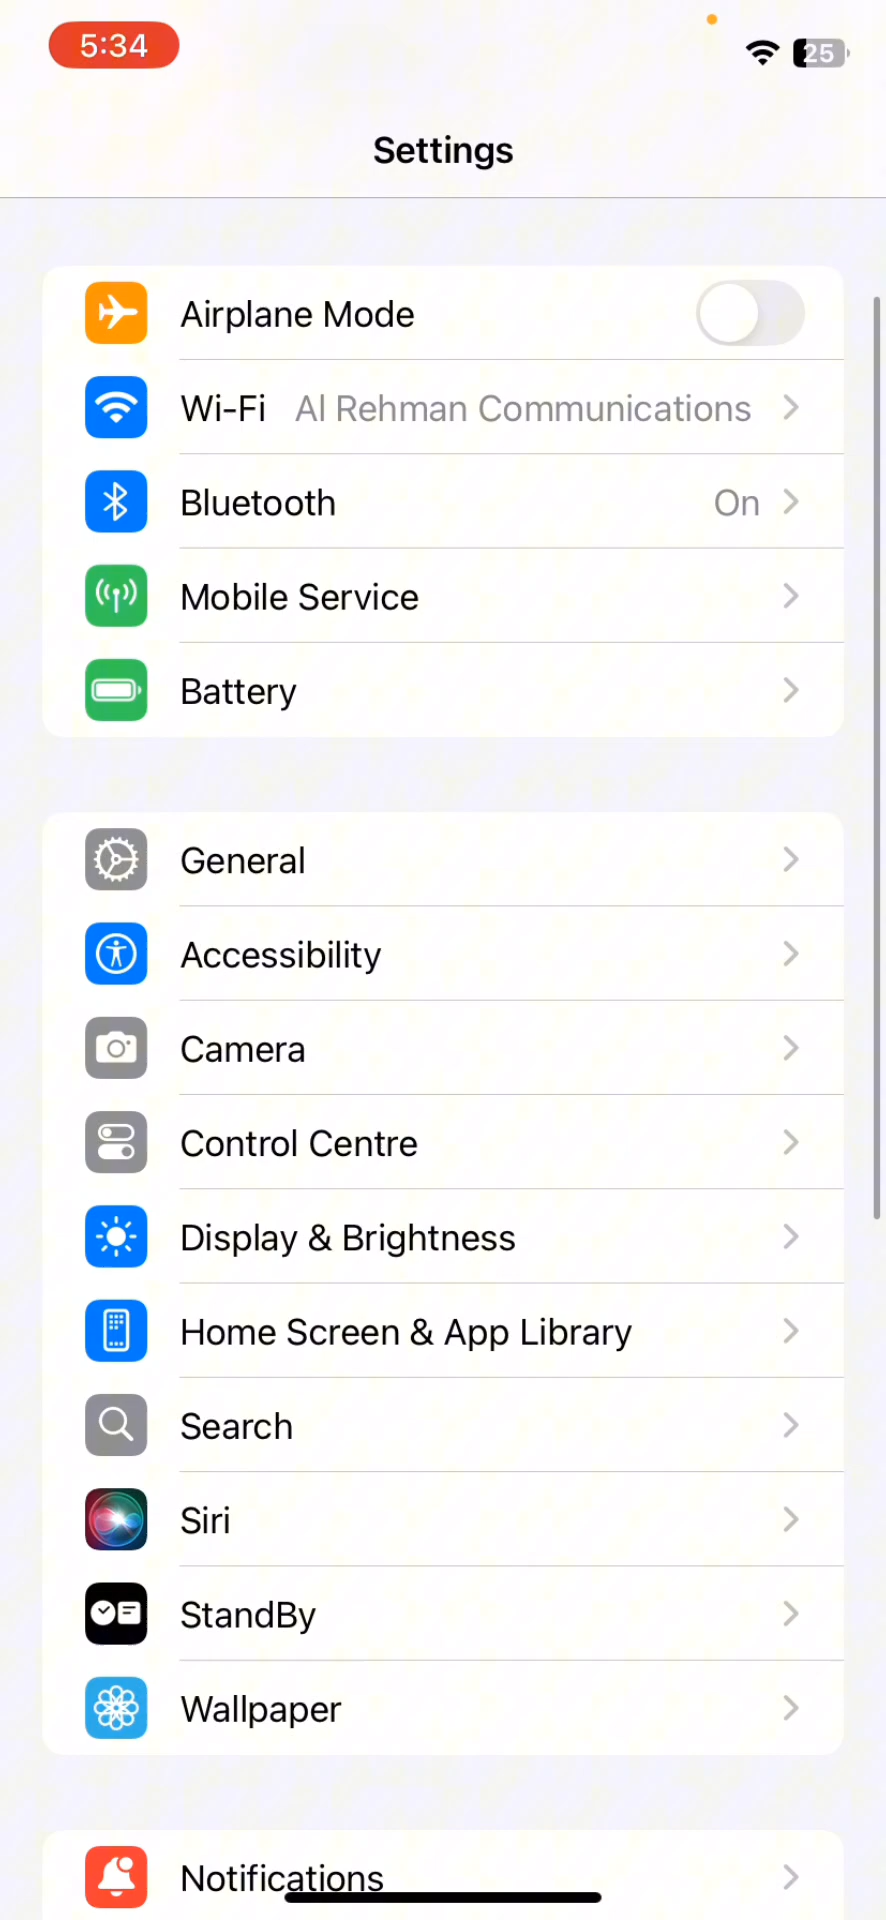 5:34
25
Settings
Airplane Mode
Wi-Fi Al Rehman Communications
Bluetooth On
Mobile Service
Battery
General
Accessibility
Camera
Control Centre
Display & Brightness
Home Screen & App Library
Search
Siri
StandBy
Wallpaper
Notifications